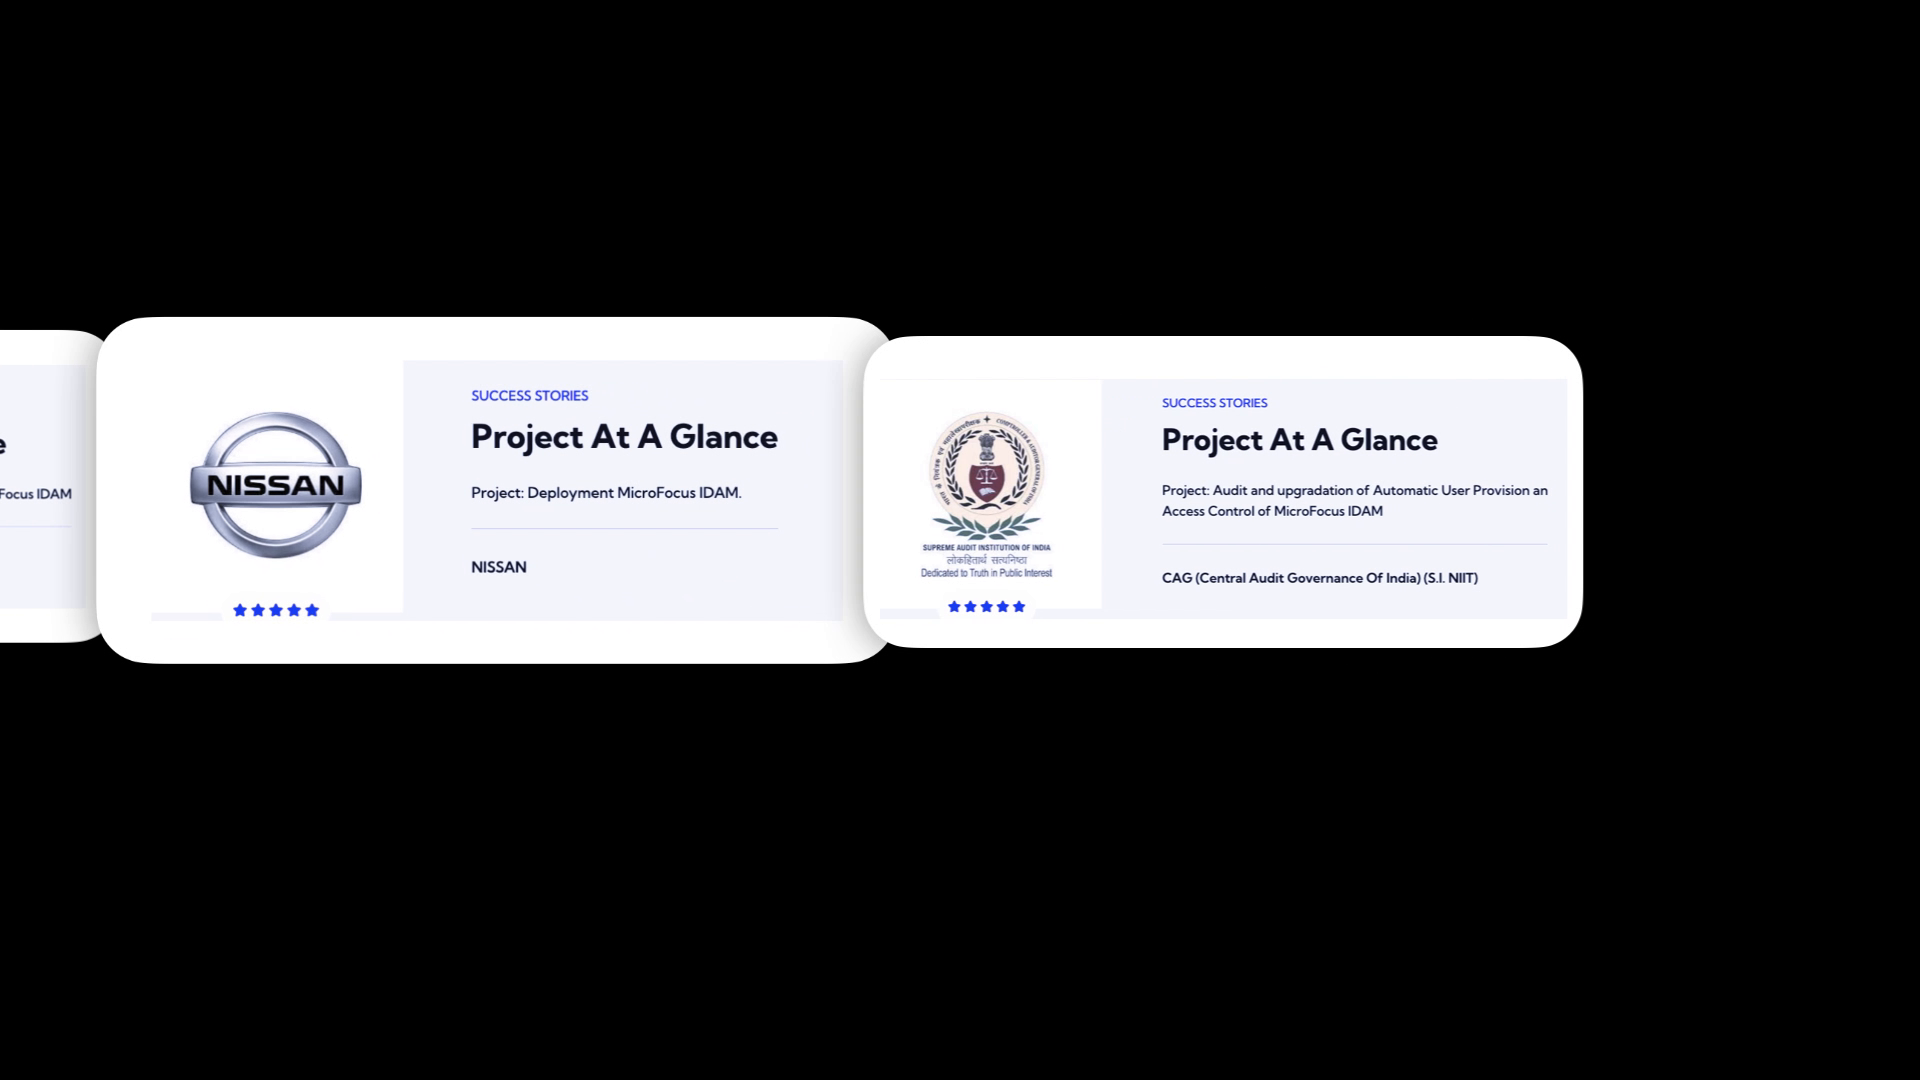 e
Focus IDAM
NISSAN
SUCCESS STORIES
Project At A Glance
Project: Deployment MicroFocus IDAM.
NISSAN
SUPREME AUDIT INSTITUTION OF INDIA
लोकहितार्थ सत्यनिष्ठा
Dedicated to Truth in Public Interest
SUCCESS STORIES
Project At A Glance
Project: Audit and upgradation of Automatic User Provision an
Access Control of MicroFocus IDAM
CAG (Central Audit Governance Of India) (S.I. NIIT)